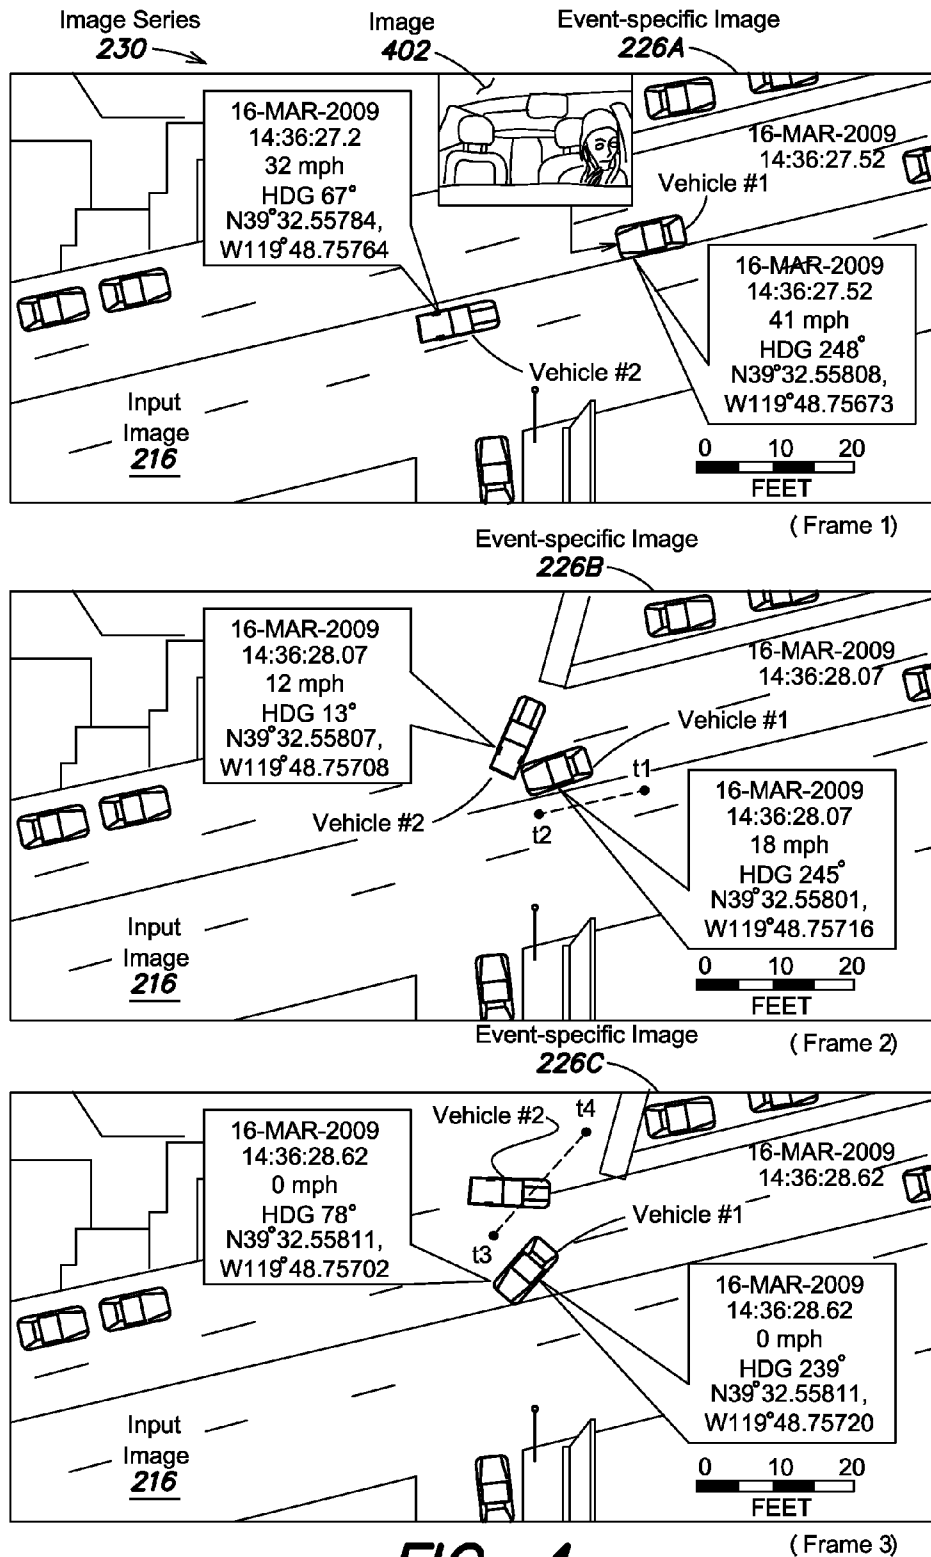 Image Series
230
Image
402
Event-specific Image
226A
16-MAR-2009
14:36:27.2
32 mph
HDG 67°
N39°32.55784,
W119°48.75764
16-MAR-2009
14:36:27.52
Vehicle #1
16-MAR-2009
14:36:27.52
41 mph
HDG 248°
N39°32.55808,
W119°48.75673
Vehicle #2
Input
Image
216
0 10 20
FEET
(Frame 1)
Event-specific Image
226B
16-MAR-2009
14:36:28.07
12 mph
HDG 13°
N39°32.55807,
W119°48.75708
16-MAR-2009
14:36:28.07
Vehicle #1
t1
t2
Vehicle #2
16-MAR-2009
14:36:28.07
18 mph
HDG 245°
N39°32.55801,
W119°48.75716
Input
Image
216
0 10 20
FEET
(Frame 2)
Event-specific Image
226C
Vehicle #2
t4
16-MAR-2009
14:36:28.62
0 mph
HDG 78°
N39°32.55811,
W119°48.75702
16-MAR-2009
14:36:28.62
Vehicle #1
t3
16-MAR-2009
14:36:28.62
0 mph
HDG 239°
N39°32.55811,
W119°48.75720
Input
Image
216
0 10 20
FEET
(Frame 3)